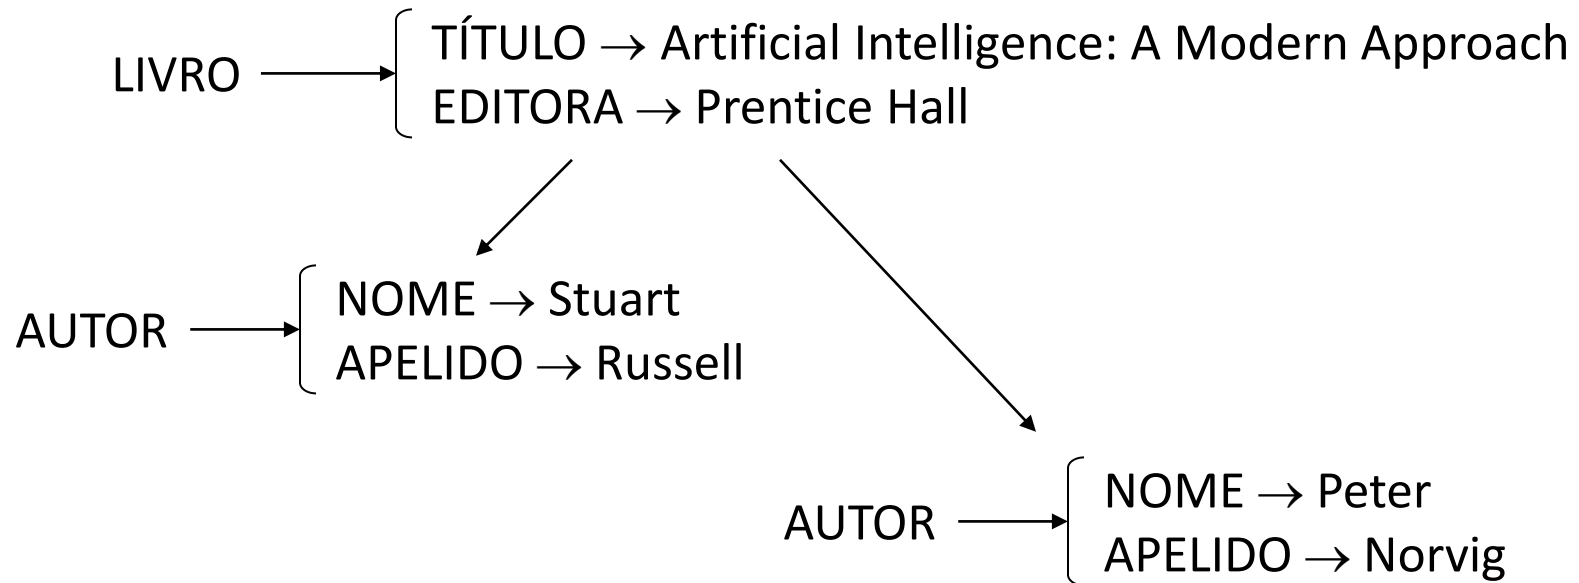 TÍTULO → Artificial Intelligence: A Modern Approach
LIVRO
EDITORA → Prentice Hall
NOME → Stuart
AUTOR
APELIDO → Russell
NOME → Peter
AUTOR
APELIDO → Norvig